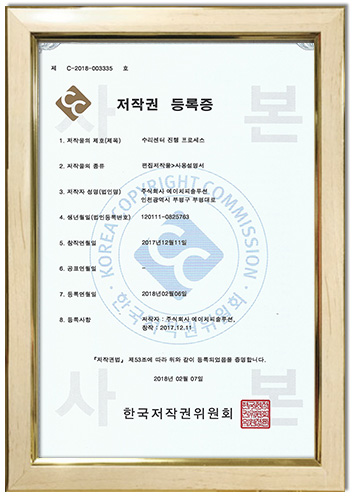 제 C-2018-003335 호
저작권 등록증
1. 저작물의 제호(제목) 수리센터 진행 프로세스
2. 저작물의 종류 편집저작물>사용설명서
3. 저작자 성명(법인명) 주식회사 에이치피솔루션,
인천광역시 부평구 부평대로
4. 생년월일(법인등록번호) 120111-0825763
5. 창작연월일 2017년12월11일
6. 공표연월일 –
7. 등록연월일 2018년02월06일
8. 등록사항 저작자 : 주식회사 에이치피솔루션,
창작 : 2017.12.11
『저작권법』 제53조에 따라 위와 같이 등록되었음을 증명합니다.
2018년 02월 07일
한국저작권위원회
사 본
사 본
KOREA COPYRIGHT COMMISSION
한국저작권위원회